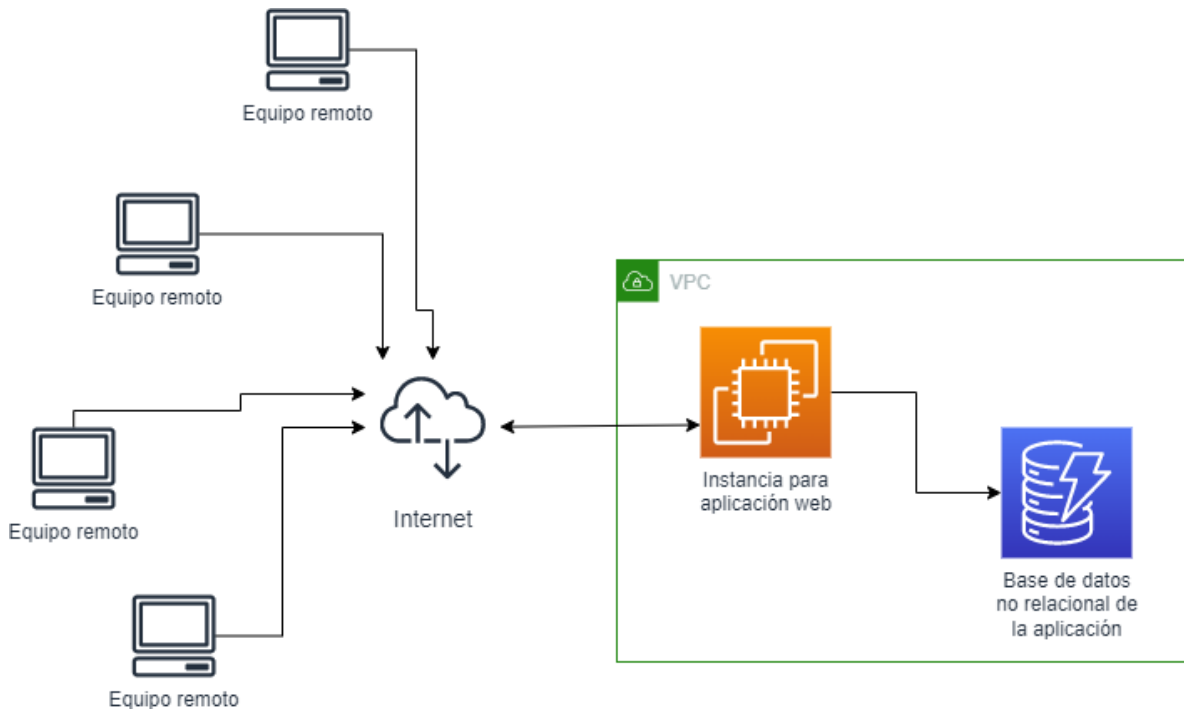 Equipo remoto
Equipo remoto
VPC
Instancia para
aplicación web
Internet
Equipo remoto
Base de datos
no relacional de
la aplicación
Equipo remoto